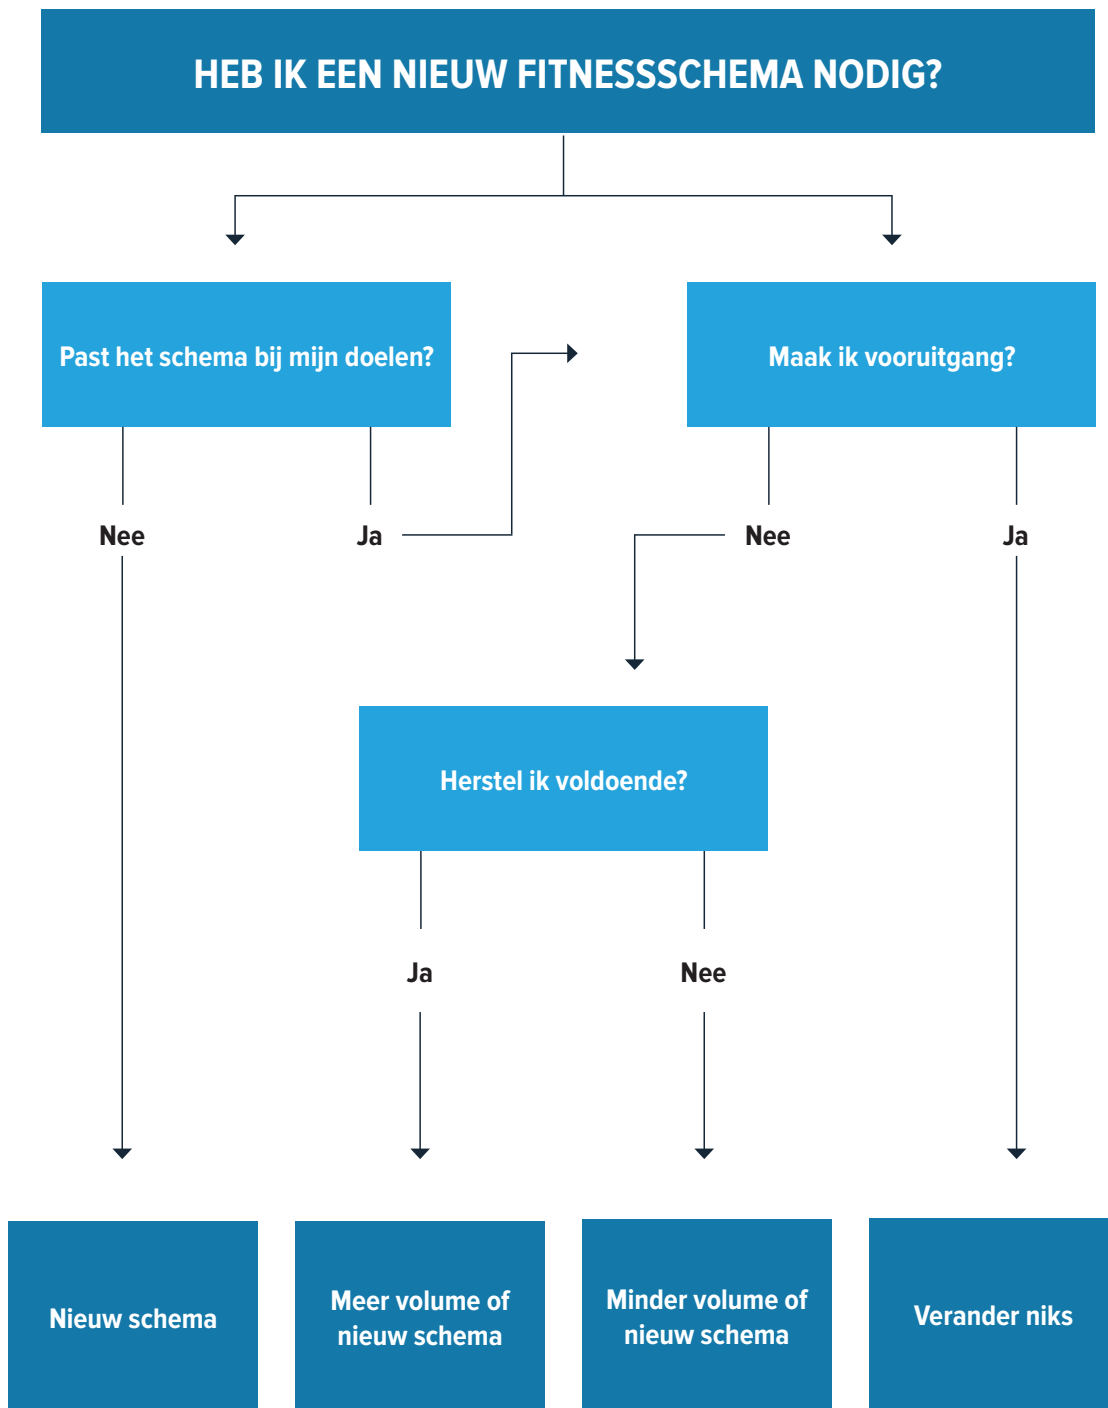 HEB IK EEN NIEUW FITNESSSCHEMA NODIG?
Past het schema bij mijn doelen?
Maak ik vooruitgang?
Nee
Ja
Nee
Ja
Herstel ik voldoende?
Ja
Nee
Nieuw schema
Meer volume of
nieuw schema
Minder volume of
nieuw schema
Verander niks